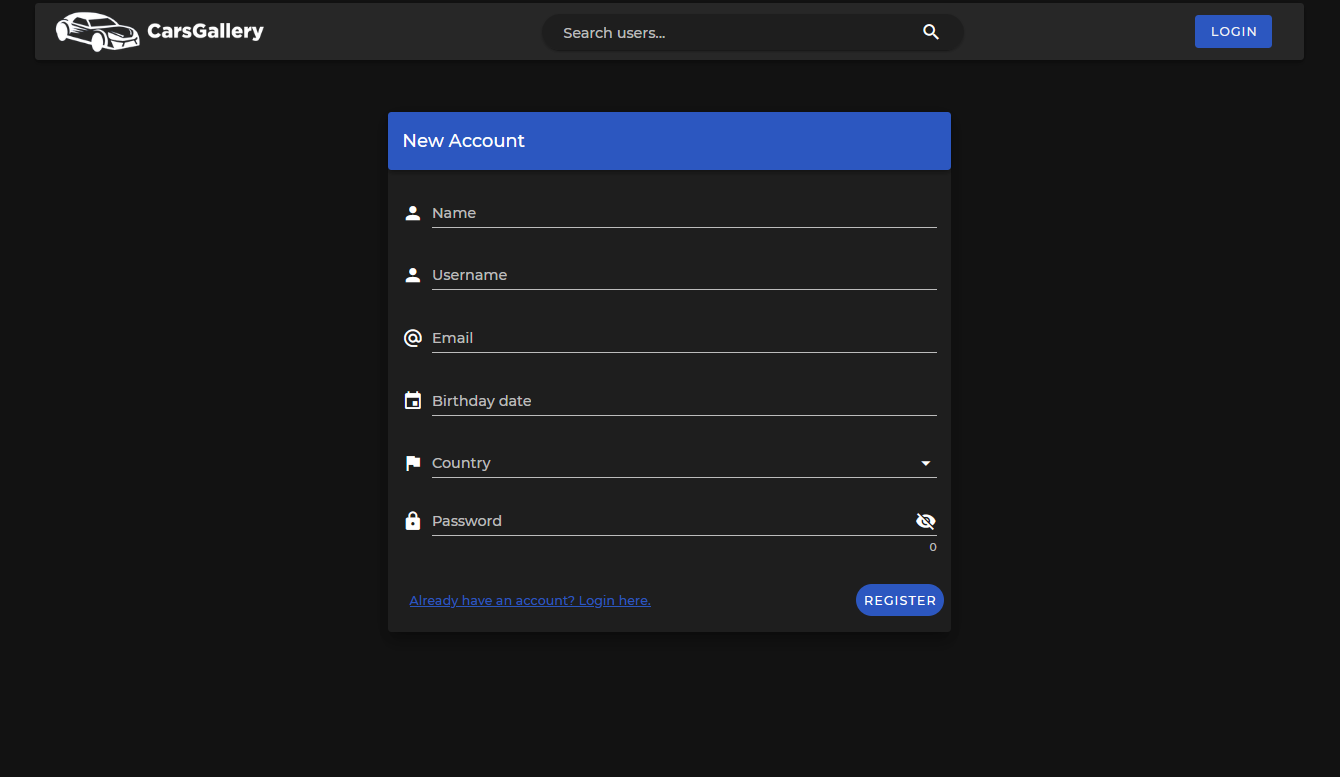 CarsGallery
Search users...
LOGIN
New Account
Name
Username
Email
Birthday date
Country
Password
0
Already have an account? Login here.
REGISTER